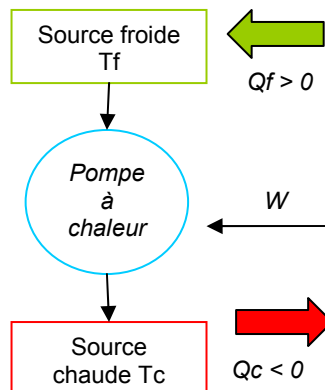 Source froide
Tf
Qf > 0
Pompe
à
chaleur
W
Source
chaude Tc
Qc < 0